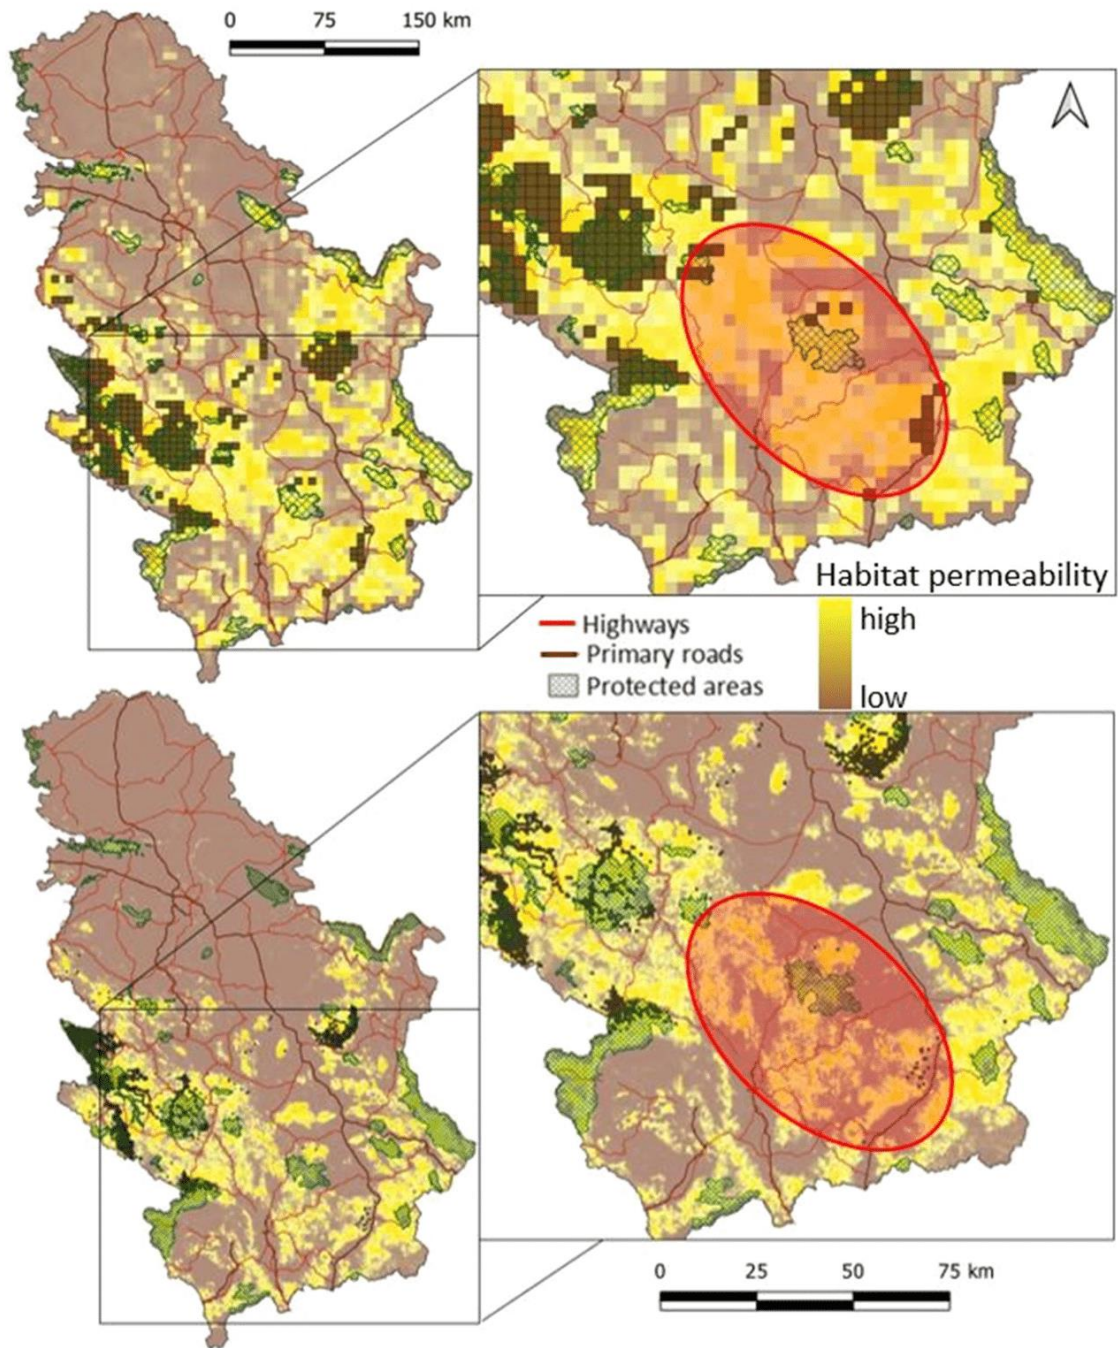 0 75 150 km
Habitat permeability
high
low
Highways
Primary roads
Protected areas
0 25 50 75 km